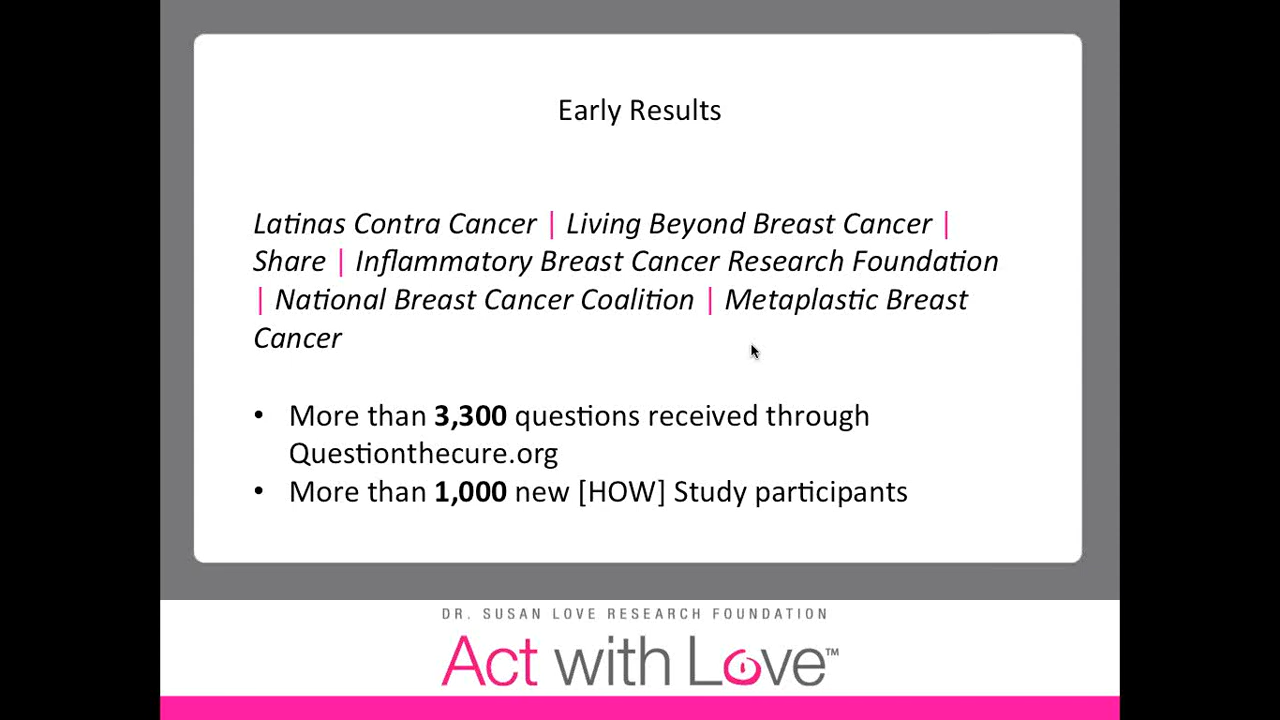 Early Results
Latinas Contra Cancer | Living Beyond Breast Cancer |
Share | Inflammatory Breast Cancer Research Foundation
| National Breast Cancer Coalition | Metaplastic Breast
Cancer
• More than 3,300 questions received through
Questionthecure.org
• More than 1,000 new [HOW] Study participants
DR. SUSAN LOVE RESEARCH FOUNDATION
Act with Love™